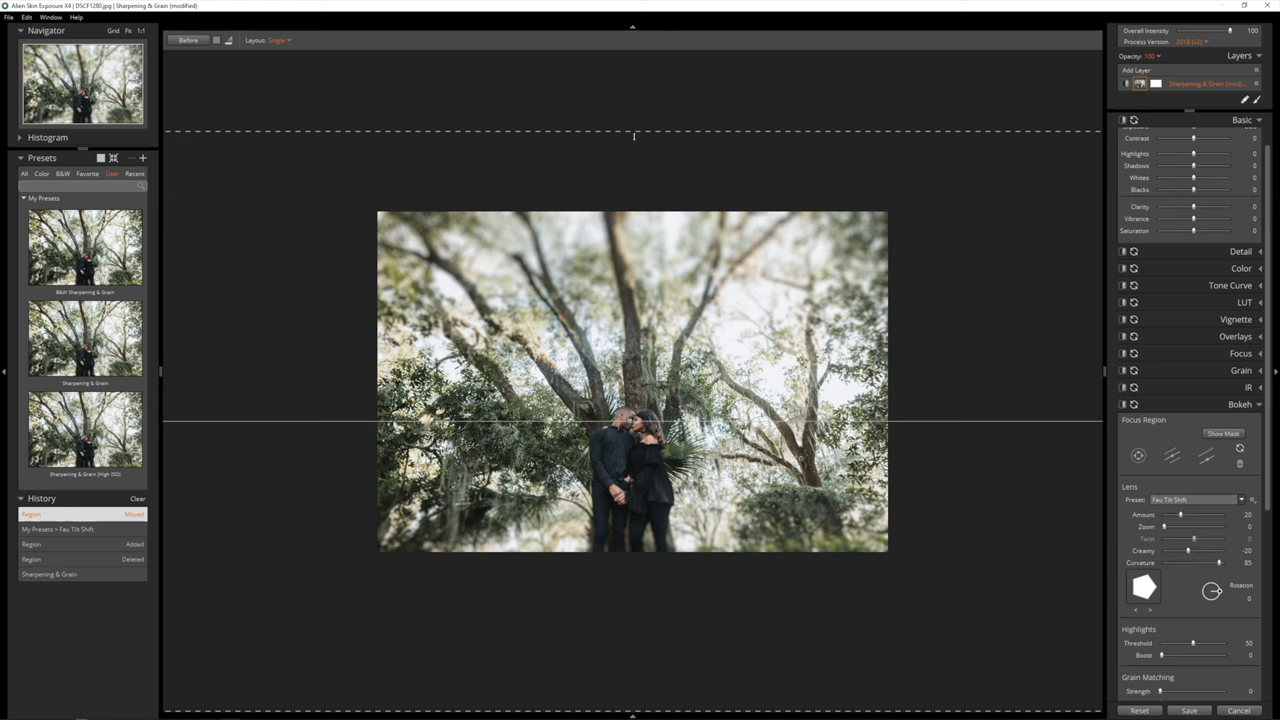 Alien Skin Exposure X4 | DSCF1280.jpg | Sharpening & Grain (modified)
File Edit Window Help
Navigator Grid Fit 1:1
Histogram
Presets
All Color B&W Favorite User Recent
My Presets
B&W Sharpening & Grain
Sharpening & Grain
Sharpening & Grain (High ISO)
History Clear
Region Moved
My Presets > Fau Tilt Shift
Region Added
Region Deleted
Sharpening & Grain
Before Layout: Single
Overall Intensity 100
Process Version 2018 (v2)
Opacity: 100 Layers
Add Layer
Sharpening & Grain (modi...
Basic
Contrast 0
Highlights 0
Shadows 0
Whites 0
Blacks 0
Clarity 0
Vibrance 0
Saturation 0
Detail
Color
Tone Curve
LUT
Vignette
Overlays
Focus
Grain
IR
Bokeh
Focus Region
Show Mask
Lens
Preset: Fau Tilt Shift
Amount 20
Zoom 0
Twist 0
Creamy -20
Curvature 85
Rotation
0
< >
Highlights
Threshold 50
Boost 0
Grain Matching
Strength 0
Reset Save Cancel